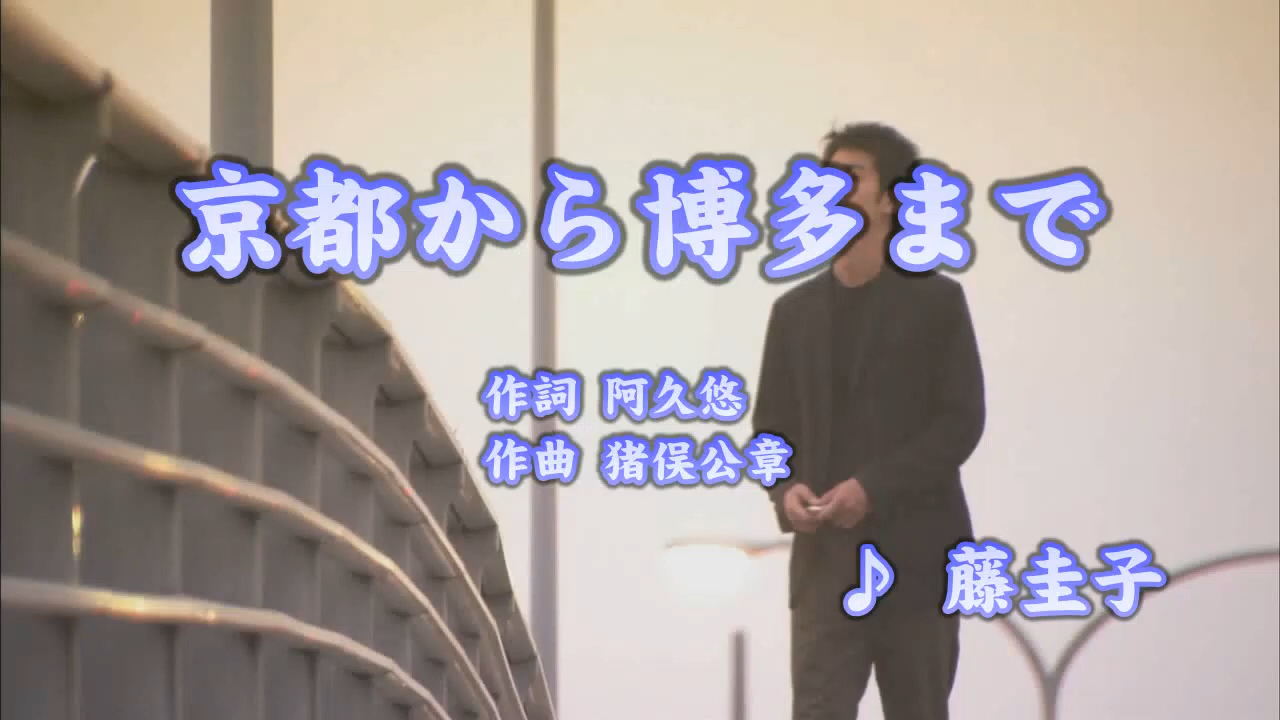 京都から博多まで
作詞 阿久悠
作曲 猪俣公章
♪ 藤圭子